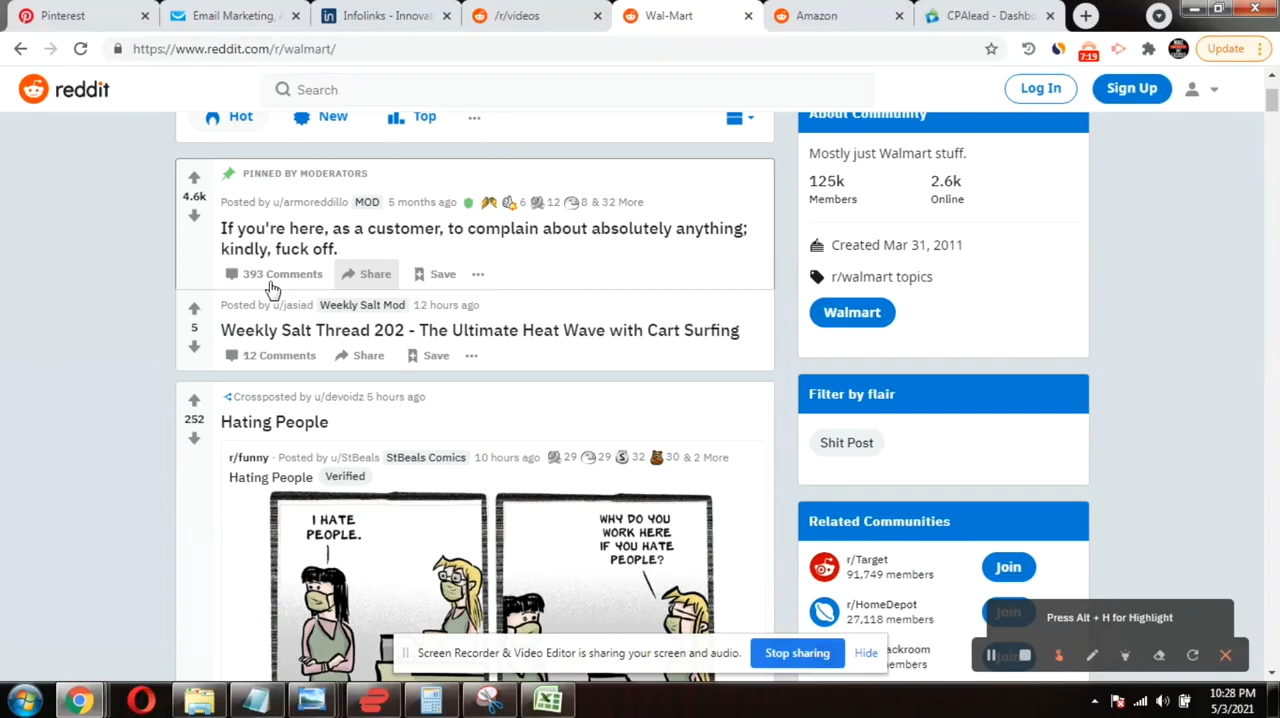 Pinterest
Email Marketing,
Infolinks - Innovat
/r/videos
Wal-Mart
Amazon
CPAlead - Dashbo
https://www.reddit.com/r/walmart/
7:19
Update
reddit
Search
Log In
Sign Up
Hot
New
Top
About Community
PINNED BY MODERATORS
4.6k
Posted by u/armoreddillo MOD 5 months ago 6 12 8 & 32 More
If you're here, as a customer, to complain about absolutely anything;
kindly, fuck off.
393 Comments Share Save
Posted by u/jasiad Weekly Salt Mod 12 hours ago
5
Weekly Salt Thread 202 - The Ultimate Heat Wave with Cart Surfing
12 Comments Share Save
Crossposted by u/devoidz 5 hours ago
252
Hating People
r/funny · Posted by u/StBeals StBeals Comics 10 hours ago 29 29 S 32 30 & 2 More
Hating People Verified
I HATE
PEOPLE.
WHY DO YOU
WORK HERE
IF YOU HATE
PEOPLE?
Mostly just Walmart stuff.
125k
Members
2.6k
Online
Created Mar 31, 2011
r/walmart topics
Walmart
Filter by flair
Shit Post
Related Communities
r/Target
91,749 members
Join
r/HomeDepot
27,118 members
Join
ckroom
664 members
Join
Press Alt + H for Highlight
Screen Recorder & Video Editor is sharing your screen and audio.
Stop sharing
Hide
10:28 PM
5/3/2021